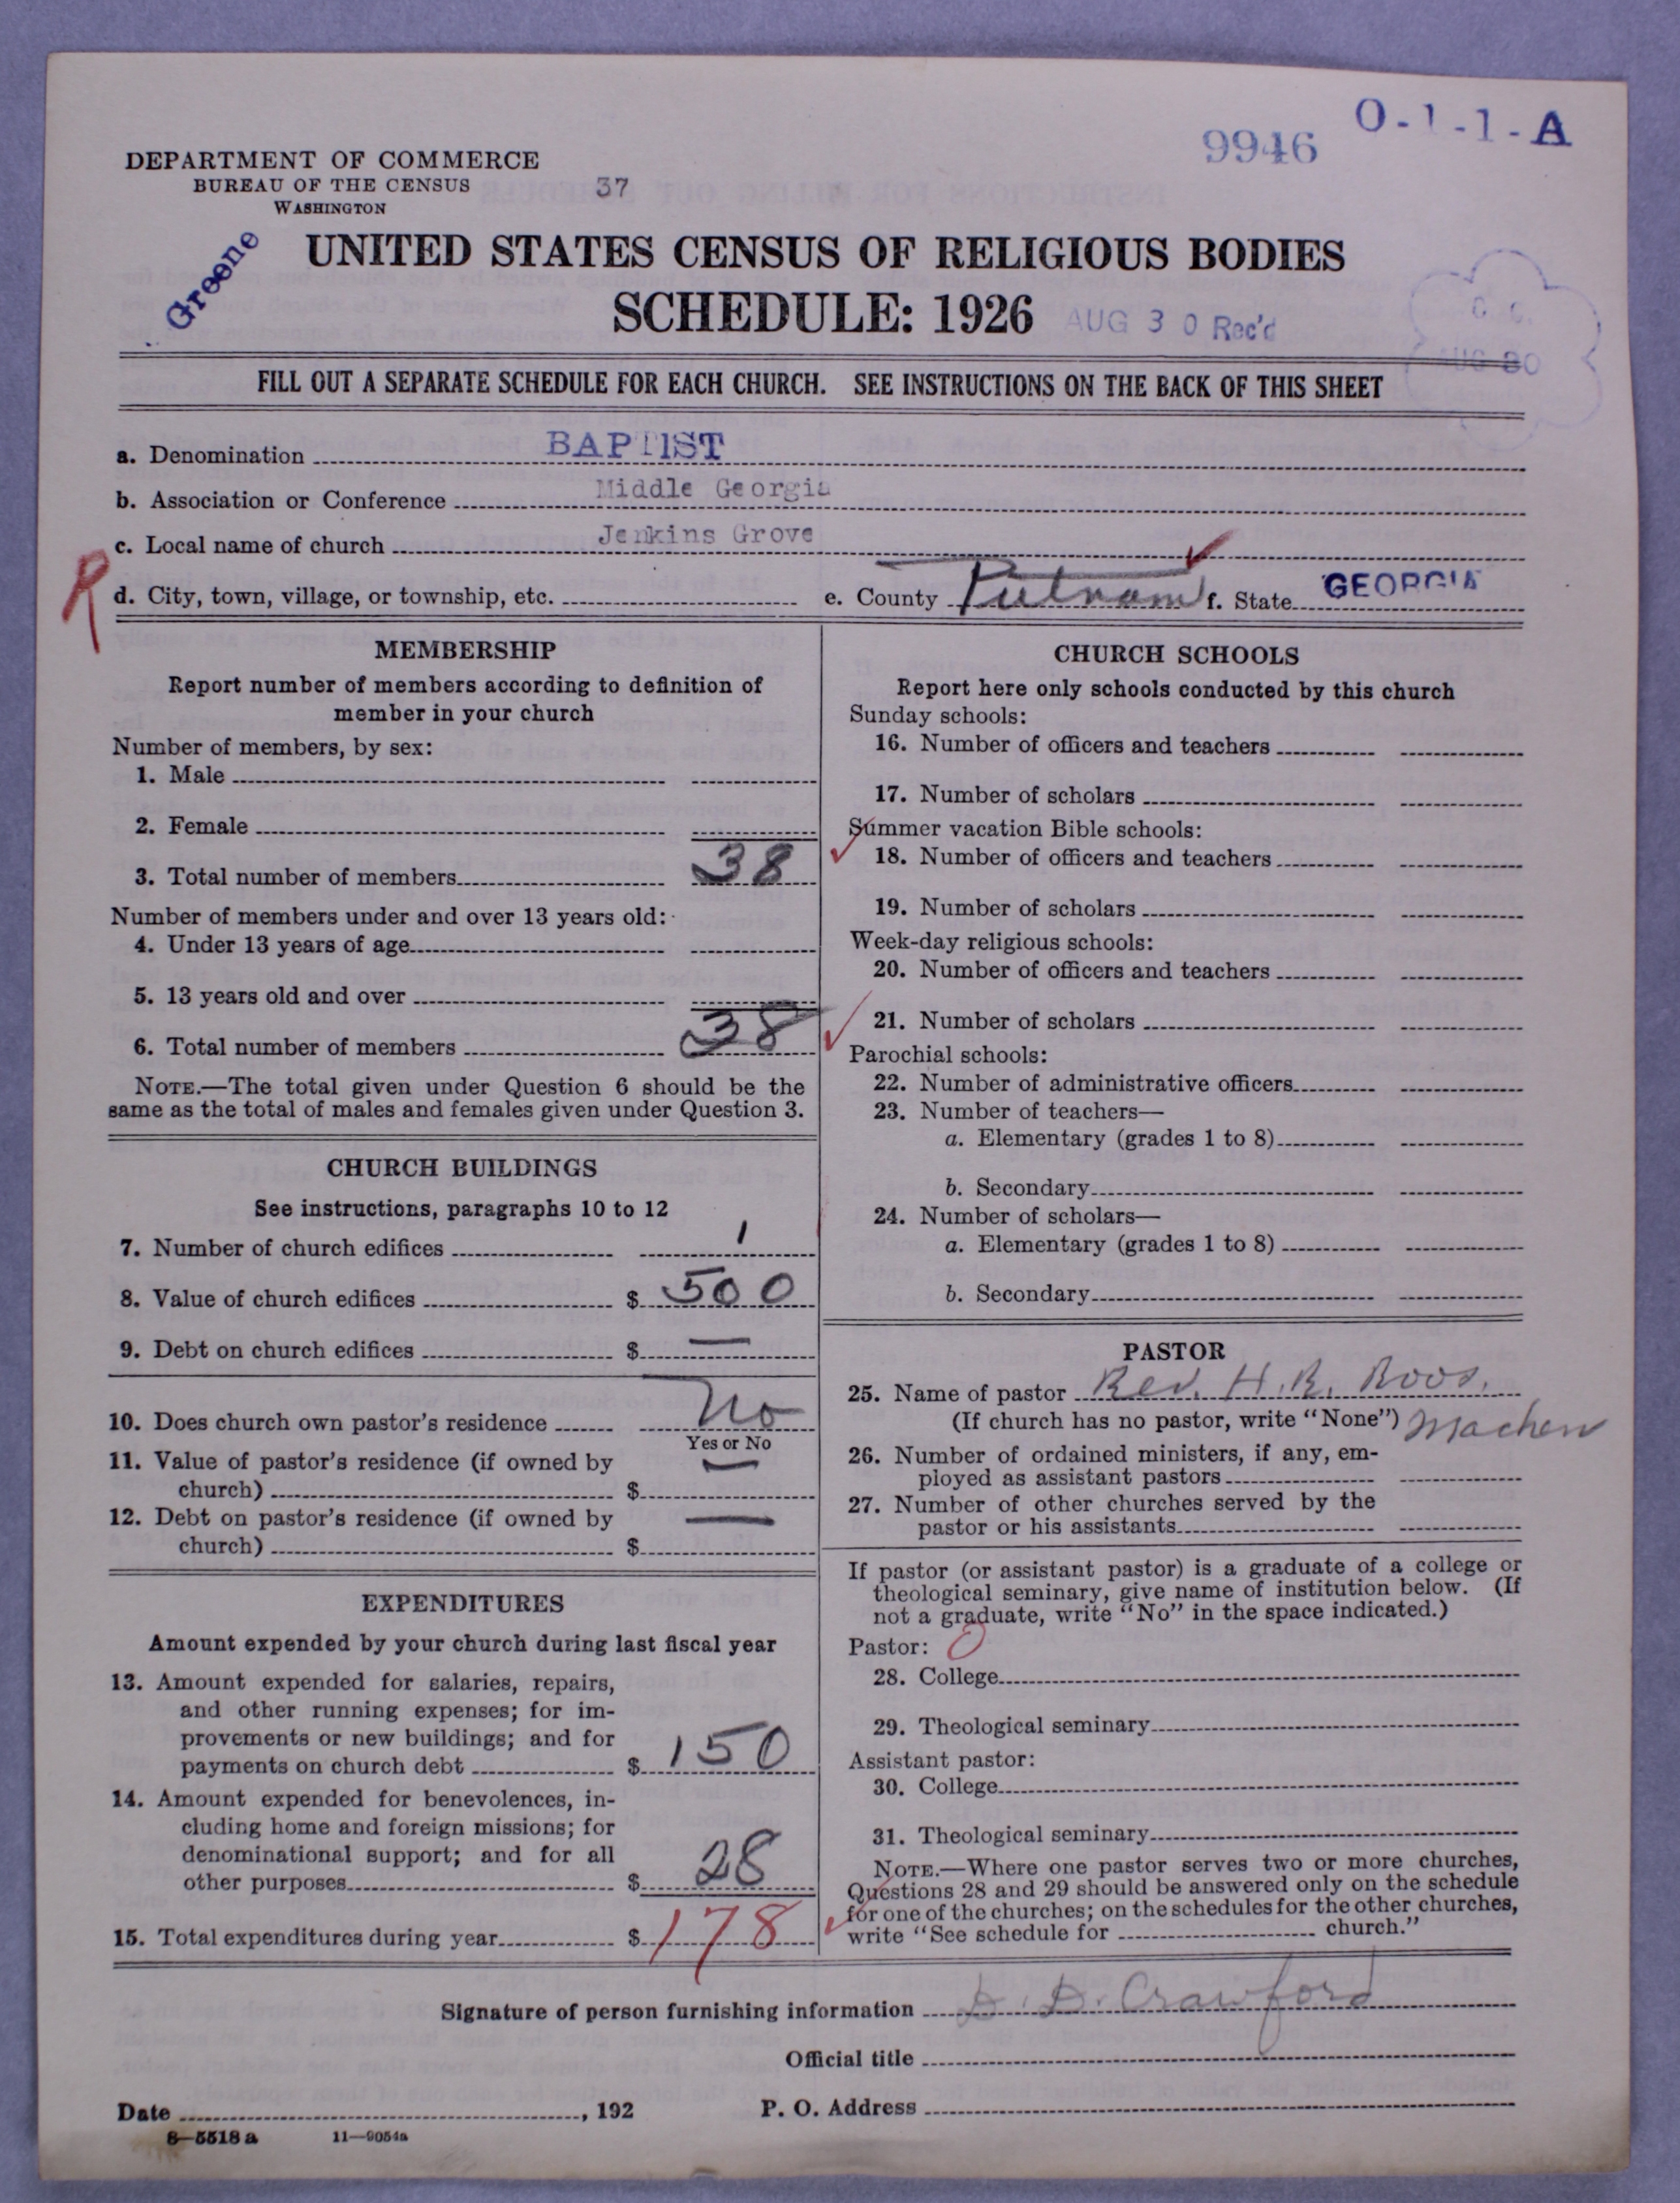 O-1-1-A
9946
DEPARTMENT OF COMMERCE
BUREAU OF THE CENSUS
WASHINGTON
37
Greene
UNITED STATES CENSUS OF RELIGIOUS BODIES
SCHEDULE: 1926
AUG 30 Rec'd
AUG 30
FILL OUT A SEPARATE SCHEDULE FOR EACH CHURCH. SEE INSTRUCTIONS ON THE BACK OF THIS SHEET
a. Denomination BAPTIST
b. Association or Conference Middle Georgia
c. Local name of church Jenkins Grove
R
d. City, town, village, or township, etc. e. County Putnam f. State GEORGIA
MEMBERSHIP
Report number of members according to definition of
member in your church
Number of members, by sex:
1. Male
2. Female
3. Total number of members 38
Number of members under and over 13 years old:
4. Under 13 years of age
5. 13 years old and over
6. Total number of members 38
NOTE.—The total given under Question 6 should be the
same as the total of males and females given under Question 3.
CHURCH BUILDINGS
See instructions, paragraphs 10 to 12
7. Number of church edifices 1
8. Value of church edifices $ 500
9. Debt on church edifices $ —
10. Does church own pastor's residence No
Yes or No
11. Value of pastor's residence (if owned by
church) $ —
12. Debt on pastor's residence (if owned by
church) $ —
EXPENDITURES
Amount expended by your church during last fiscal year
13. Amount expended for salaries, repairs,
and other running expenses; for im-
provements or new buildings; and for
payments on church debt $ 150
14. Amount expended for benevolences, in-
cluding home and foreign missions; for
denominational support; and for all
other purposes $ 28
15. Total expenditures during year $ 178
CHURCH SCHOOLS
Report here only schools conducted by this church
Sunday schools:
16. Number of officers and teachers
17. Number of scholars
Summer vacation Bible schools:
18. Number of officers and teachers
19. Number of scholars
Week-day religious schools:
20. Number of officers and teachers
21. Number of scholars
Parochial schools:
22. Number of administrative officers
23. Number of teachers—
a. Elementary (grades 1 to 8)
b. Secondary
24. Number of scholars—
a. Elementary (grades 1 to 8)
b. Secondary
PASTOR
25. Name of pastor Rev. H. R. Roos.
(If church has no pastor, write "None") Machen
26. Number of ordained ministers, if any, em-
ployed as assistant pastors
27. Number of other churches served by the
pastor or his assistants
If pastor (or assistant pastor) is a graduate of a college or
theological seminary, give name of institution below. (If
not a graduate, write "No" in the space indicated.)
Pastor: 0
28. College
29. Theological seminary
Assistant pastor:
30. College
31. Theological seminary
NOTE.—Where one pastor serves two or more churches,
Questions 28 and 29 should be answered only on the schedule
for one of the churches; on the schedules for the other churches,
write "See schedule for church."
Signature of person furnishing information D. D. Crawford
Official title
Date , 192 P. O. Address
8—5518 a 11—9054a